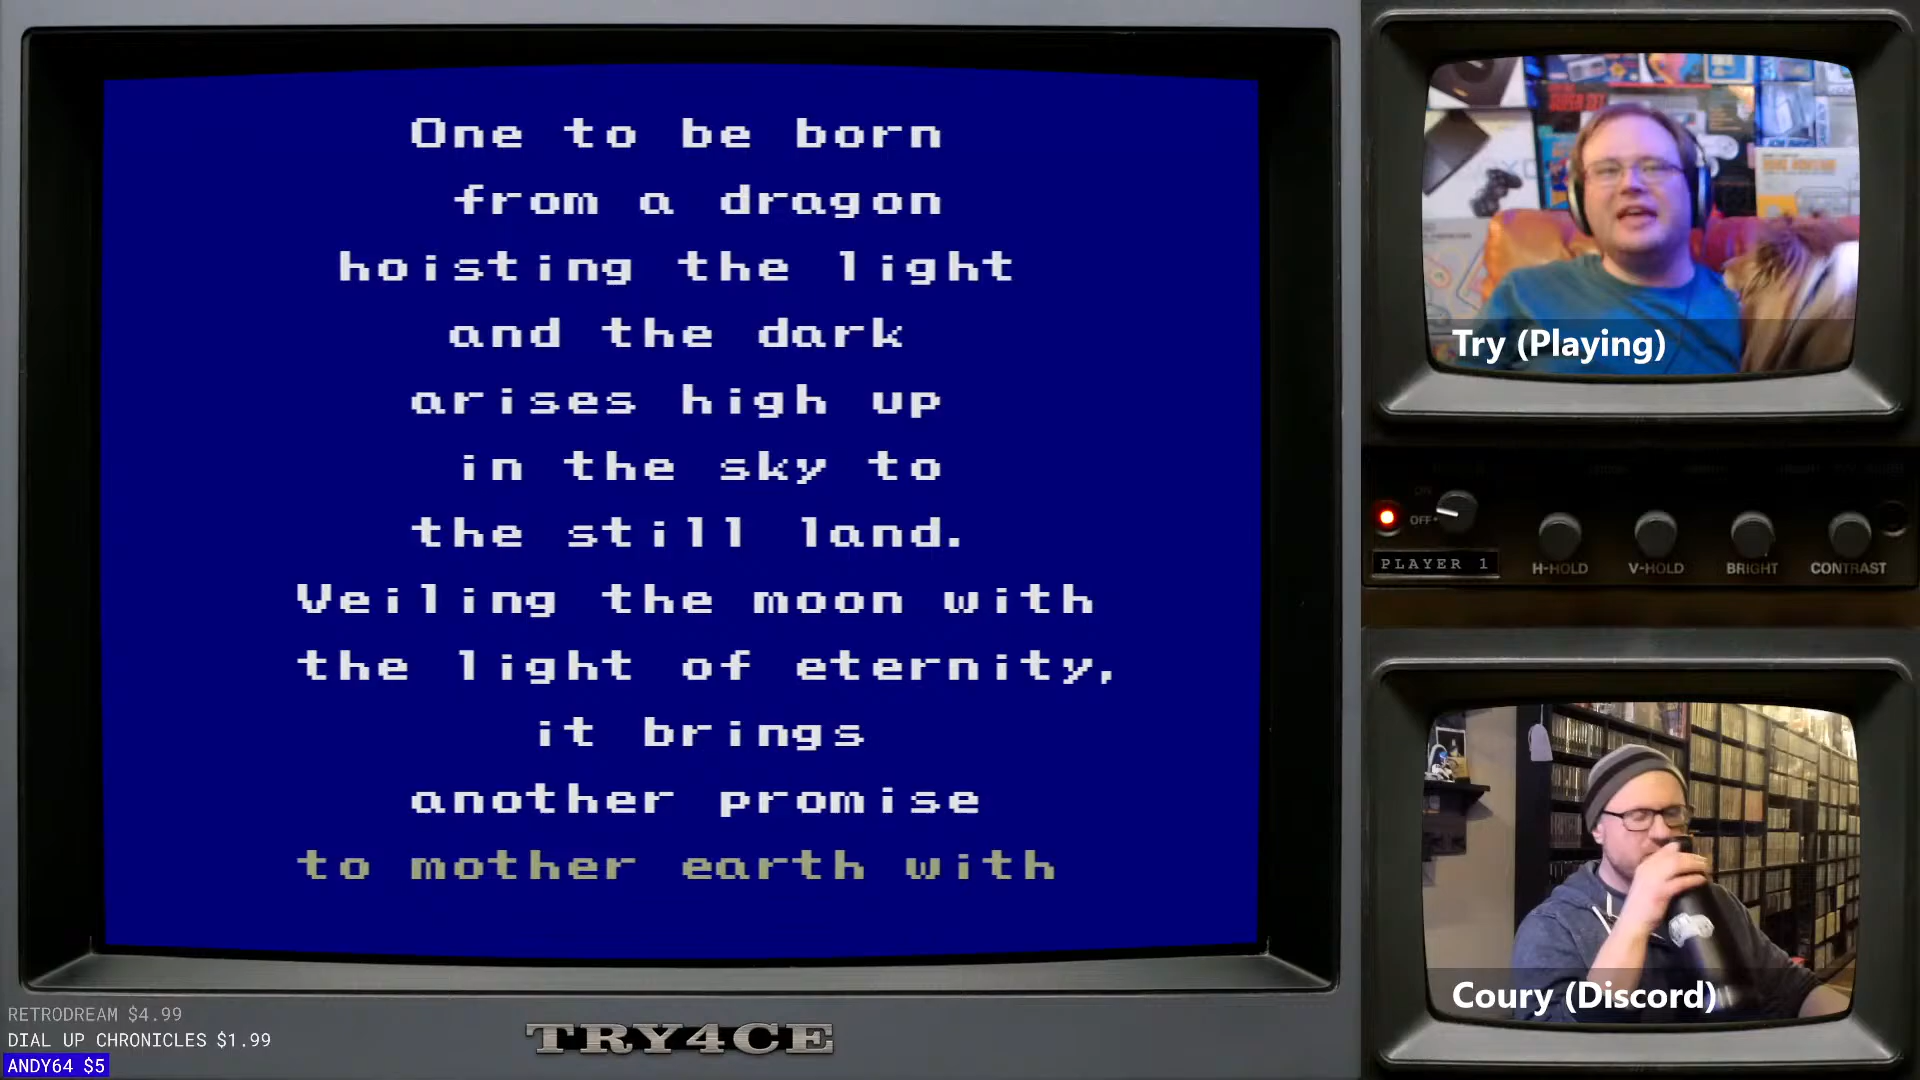 One to be born
from a dragon
hoisting the light
and the dark
arises high up
in the sky to
the still land.
Veiling the moon with
the light of eternity,
it brings
another promise
to mother earth with
Try (Playing)
ON
OFF
PLAYER 1
H-HOLD
V-HOLD
BRIGHT
CONTRAST
Coury (Discord)
RETRODREAM $4.99
DIAL UP CHRONICLES $1.99
ANDY64 $5
TRY4CE